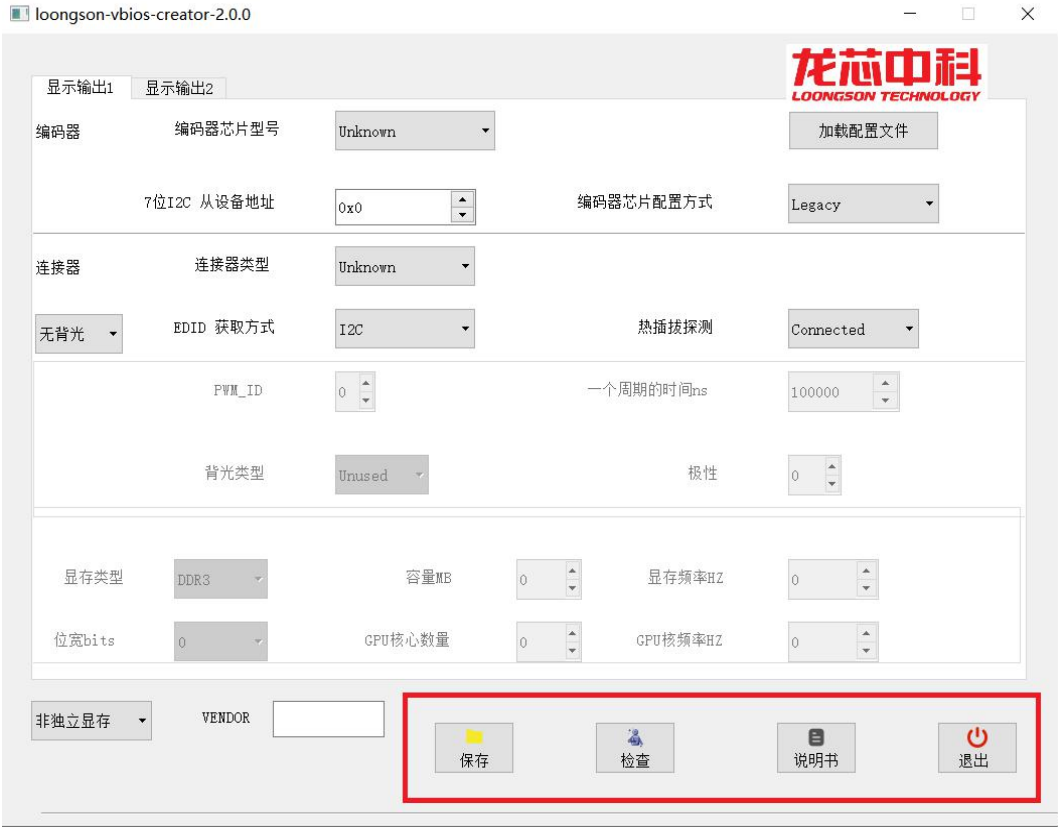 loongson-vbios-creator-2.0.0
龙芯中科
LOONGSON TECHNOLOGY
显示输出1 显示输出2
编码器 编码器芯片型号 Unknown 加载配置文件
7位I2C 从设备地址 0x0 编码器芯片配置方式 Legacy
连接器 连接器类型 Unknown
无背光 EDID 获取方式 I2C 热插拔探测 Connected
PWM_ID 0 一个周期的时间ns 100000
背光类型 Unused 极性 0
显存类型 DDR3 容量MB 0 显存频率HZ 0
位宽bits 0 GPU核心数量 0 GPU核频率HZ 0
非独立显存 VENDOR
保存 检查 说明书 退出